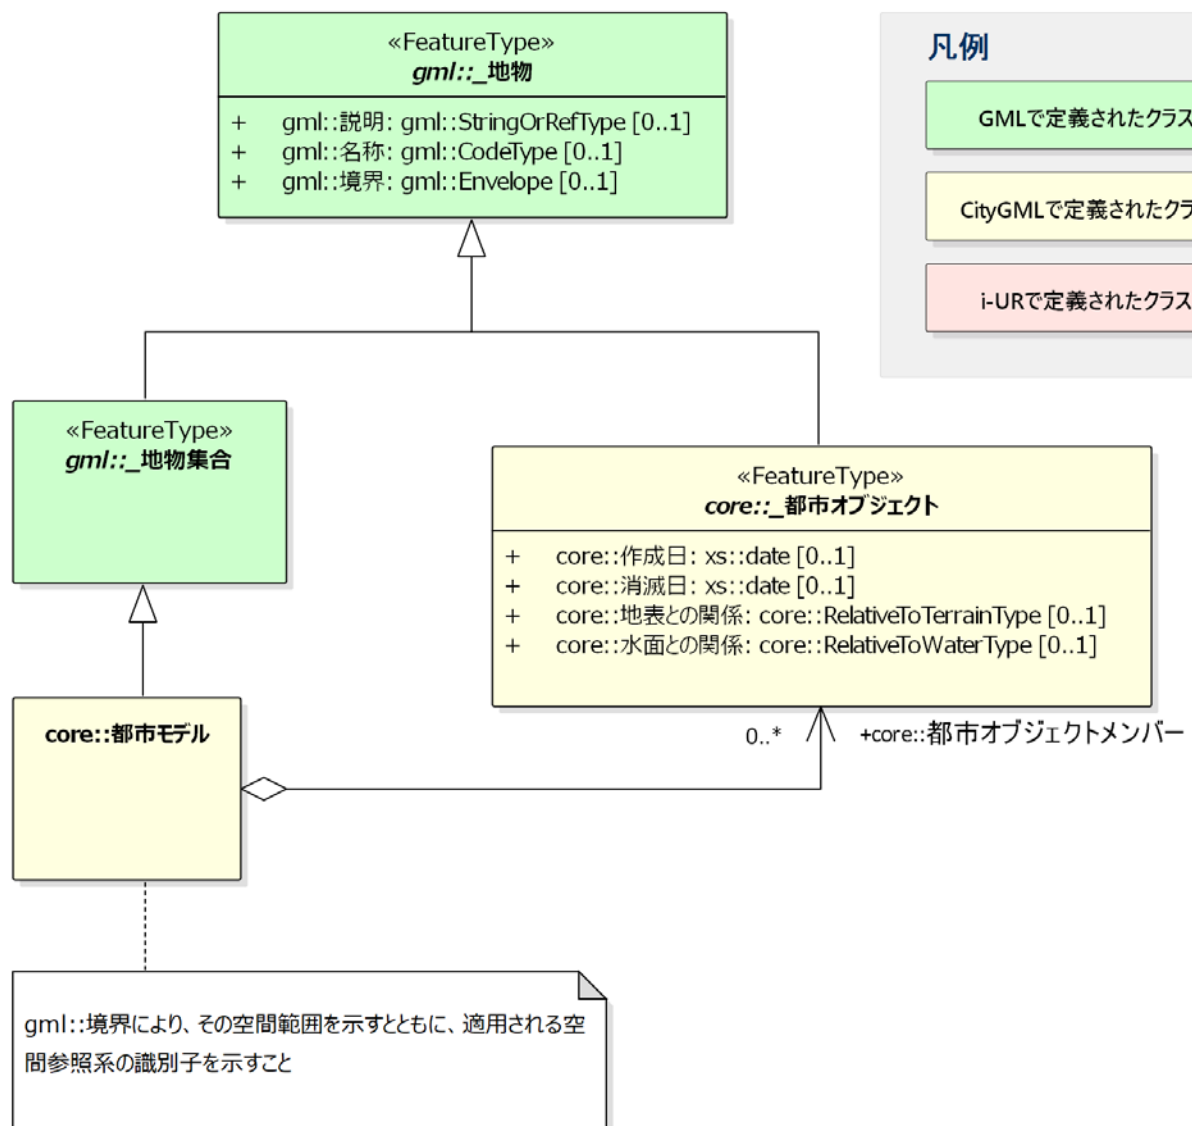 «FeatureType»
gml::_地物
+ gml::説明: gml::StringOrRefType [0..1]
+ gml::名称: gml::CodeType [0..1]
+ gml::境界: gml::Envelope [0..1]
凡例
GMLで定義されたクラス
CityGMLで定義されたクラ
i-URで定義されたクラス
«FeatureType»
gml::_地物集合
«FeatureType»
core::_都市オブジェクト
+ core::作成日: xs::date [0..1]
+ core::消滅日: xs::date [0..1]
+ core::地表との関係: core::RelativeToTerrainType [0..1]
+ core::水面との関係: core::RelativeToWaterType [0..1]
core::都市モデル
0..* +core::都市オブジェクトメンバー
gml::境界により、その空間範囲を示すとともに、適用される空
間参照系の識別子を示すこと